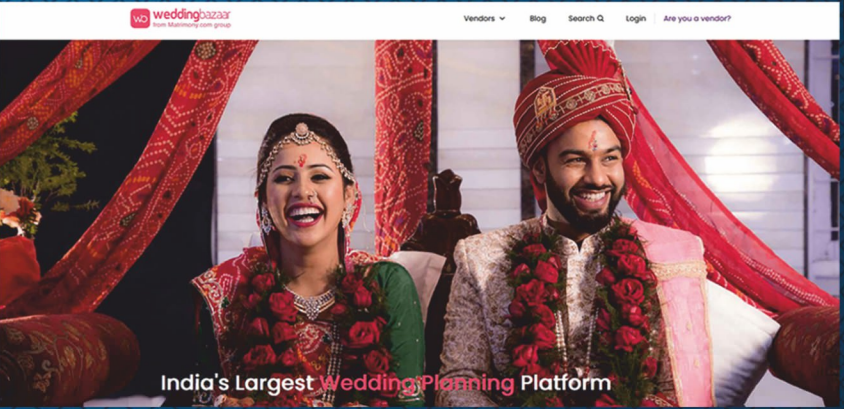 weddingbazaar
from Matrimony.com group
Vendors
Blog
Search
Login
Are you a vendor?
India's Largest Wedding Planning Platform